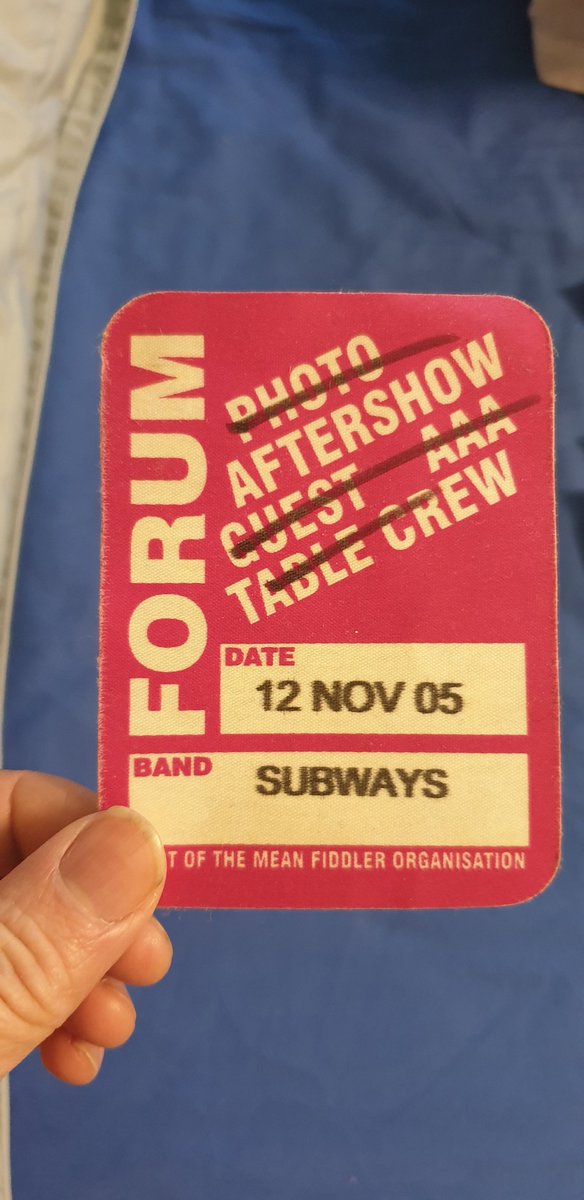 FORUM
PHOTO
AFTERSHOW
GUEST AAA
TABLE CREW
DATE
12 NOV 05
BAND
SUBWAYS
T OF THE MEAN FIDDLER ORGANISATION